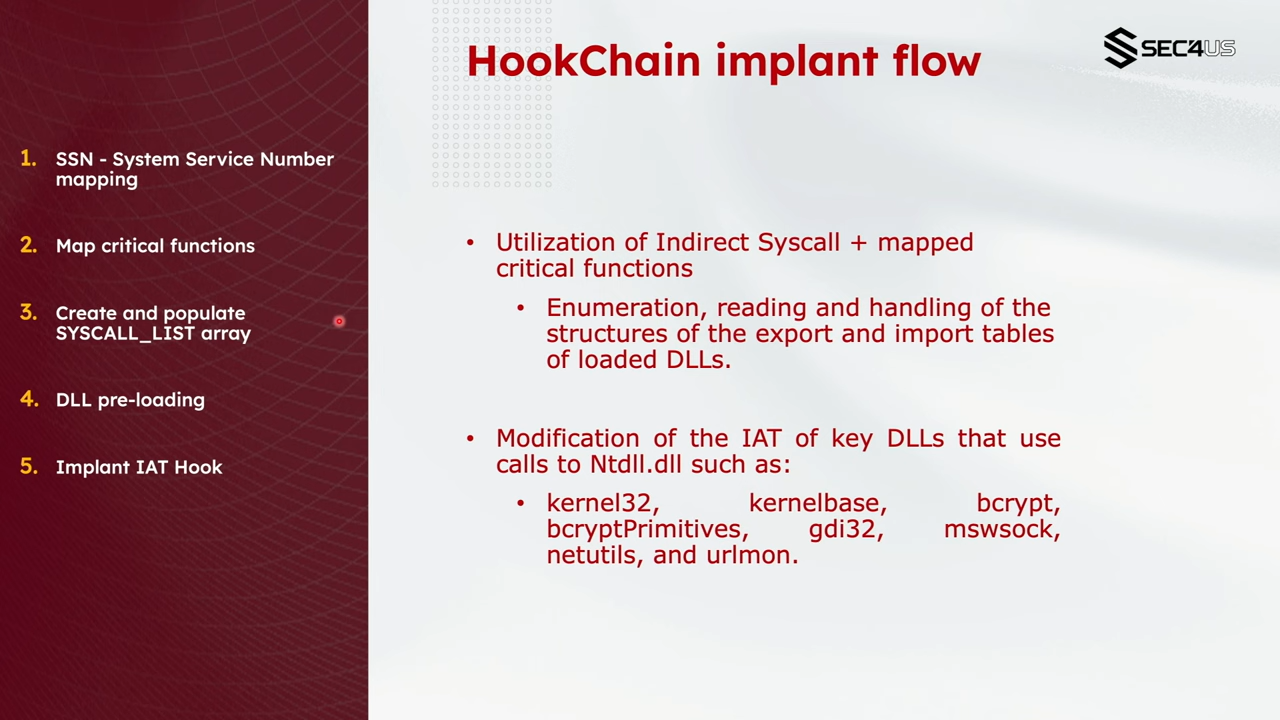 HookChain implant flow
SEC4US
1. SSN - System Service Number
mapping
2. Map critical functions
3. Create and populate
SYSCALL_LIST array
4. DLL pre-loading
5. Implant IAT Hook
• Utilization of Indirect Syscall + mapped
critical functions
• Enumeration, reading and handling of the
structures of the export and import tables
of loaded DLLs.
• Modification of the IAT of key DLLs that use
calls to Ntdll.dll such as:
• kernel32, kernelbase, bcrypt,
bcryptPrimitives, gdi32, mswsock,
netutils, and urlmon.